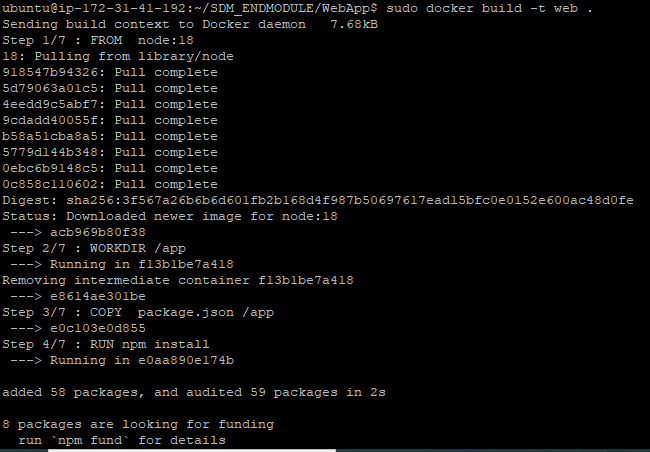 ubuntu@ip-172-31-41-192:~/SDM_ENDMODULE/WebApp$ sudo docker build -t web .
Sending build context to Docker daemon   7.68kB
Step 1/7 : FROM  node:18
18: Pulling from library/node
918547b94326: Pull complete
5d79063a01c5: Pull complete
4eedd9c5abf7: Pull complete
9cdadd40055f: Pull complete
b58a51cba8a5: Pull complete
5779d144b348: Pull complete
0ebc6b9148c5: Pull complete
0c858c110602: Pull complete
Digest: sha256:3f567a26b6b6d601fb2b168d4f987b50697617ead15bfc0e0152e600ac48d0fe
Status: Downloaded newer image for node:18
 ---> acb969b80f38
Step 2/7 : WORKDIR /app
 ---> Running in f13b1be7a418
Removing intermediate container f13b1be7a418
 ---> e8614ae301be
Step 3/7 : COPY  package.json /app
 ---> e0c103e0d855
Step 4/7 : RUN npm install
 ---> Running in e0aa890e174b
added 58 packages, and audited 59 packages in 2s
8 packages are looking for funding
  run `npm fund` for details